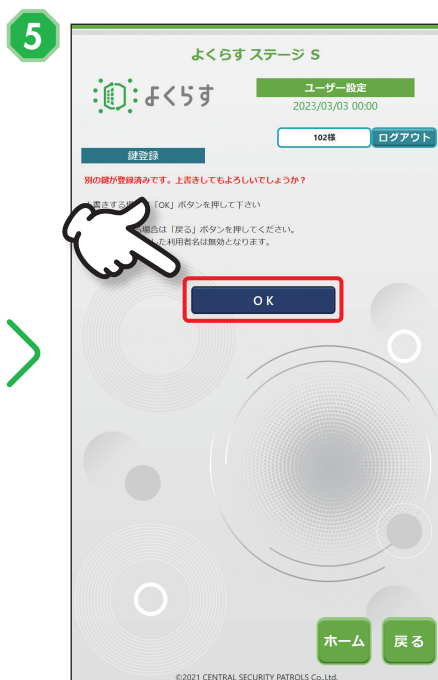 5
よくらす ステージ S
よくらす
ユーザー設定
2023/03/03 00:00
102様
ログアウト
鍵登録
別の鍵が登録済みです。上書きしてもよろしいでしょうか？
「OK」ボタンを押して下さい
場合は「戻る」ボタンを押してください。
した利用者名は無効となります。
OK
ホーム
戻る
©2021 CENTRAL SECURITY PATROLS Co.,Ltd.